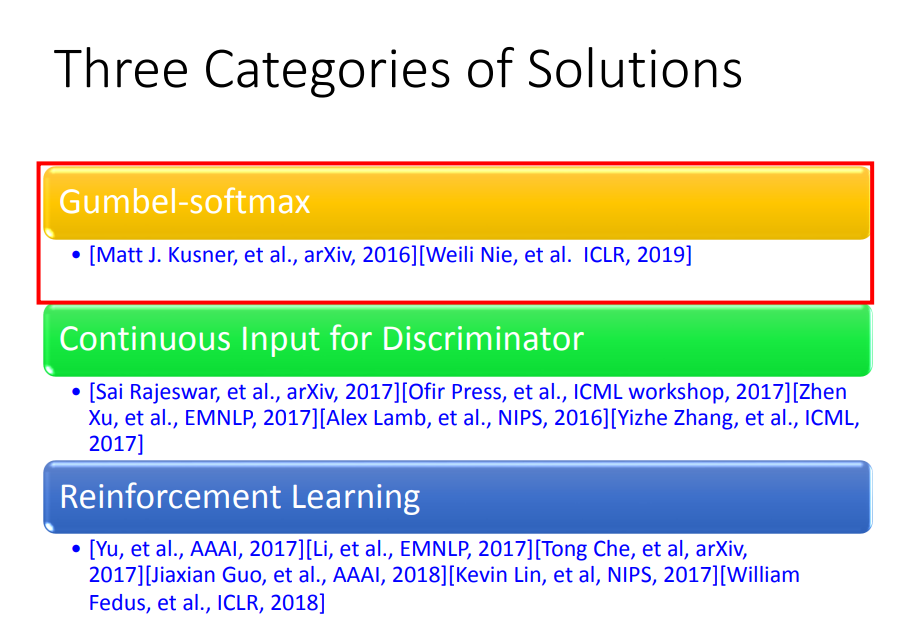 Three Categories of Solutions
Gumbel-softmax
• [Matt J. Kusner, et al., arXiv, 2016][Weili Nie, et al. ICLR, 2019]
Continuous Input for Discriminator
• [Sai Rajeswar, et al., arXiv, 2017][Ofir Press, et al., ICML workshop, 2017][Zhen
Xu, et al., EMNLP, 2017][Alex Lamb, et al., NIPS, 2016][Yizhe Zhang, et al., ICML,
2017]
Reinforcement Learning
• [Yu, et al., AAAI, 2017][Li, et al., EMNLP, 2017][Tong Che, et al, arXiv,
2017][Jiaxian Guo, et al., AAAI, 2018][Kevin Lin, et al, NIPS, 2017][William
Fedus, et al., ICLR, 2018]